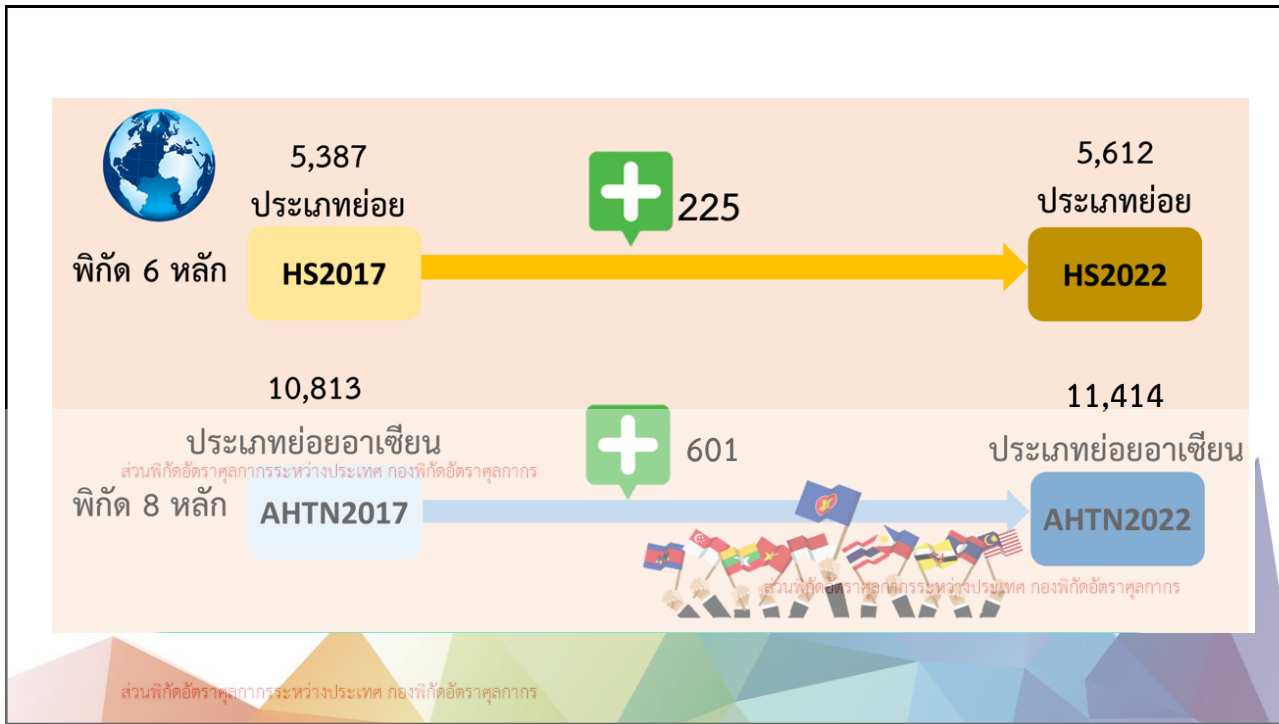 5,387
ประเภทย่อย
225
5,612
ประเภทย่อย
พิกัด 6 หลัก
HS2017
HS2022
10,813
ประเภทย่อยอาเซียน
601
11,414
ประเภทย่อยอาเซียน
ส่วนพิกัดอัตราศุลกากรระหว่างประเทศ กองพิกัดอัตราศุลกากร
พิกัด 8 หลัก
AHTN2017
AHTN2022
ส่วนพิกัดอัตราศุลกากรระหว่างประเทศ กองพิกัดอัตราศุลกากร
ส่วนพิกัดอัตราศุลกากรระหว่างประเทศ กองพิกัดอัตราศุลกากร